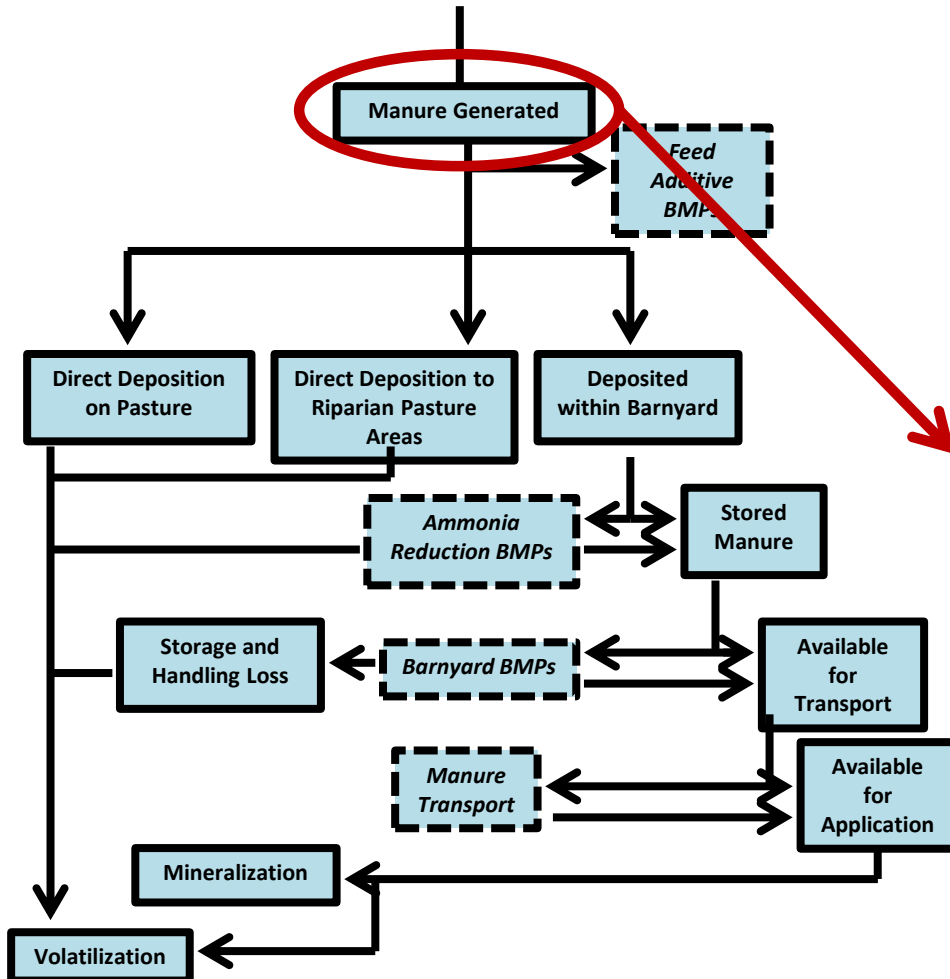 Manure Generated
Feed
Additive
BMPs
Direct Deposition
on Pasture
Direct Deposition to
Riparian Pasture
Areas
Deposited
within Barnyard
Ammonia
Reduction BMPs
Stored
Manure
Storage and
Handling Loss
Barnyard BMPs
Available
for
Transport
Manure
Transport
Available
for
Application
Mineralization
Volatilization